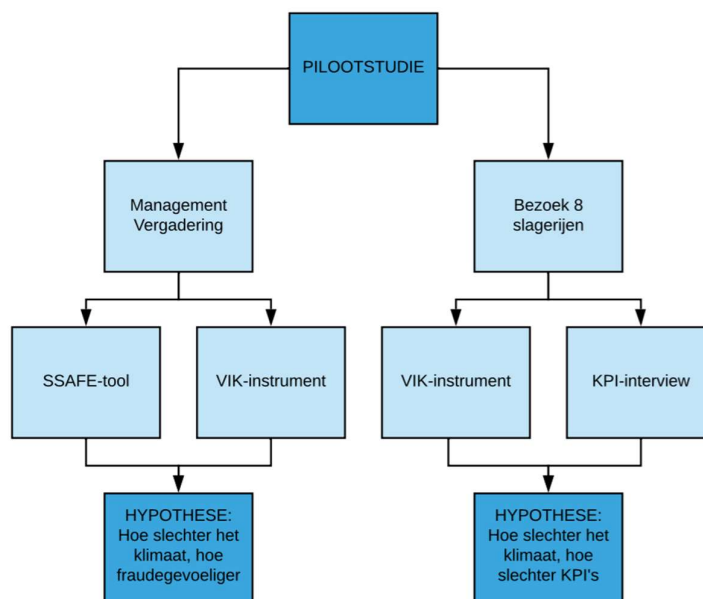 PILOOTSTUDIE
Management
Vergadering
Bezoek 8
slagerijen
SSAFE-tool
VIK-instrument
VIK-instrument
KPI-interview
HYPOTHESE:
Hoe slechter het
klimaat, hoe
fraudegevoeliger
HYPOTHESE:
Hoe slechter het
klimaat, hoe
slechter KPI's